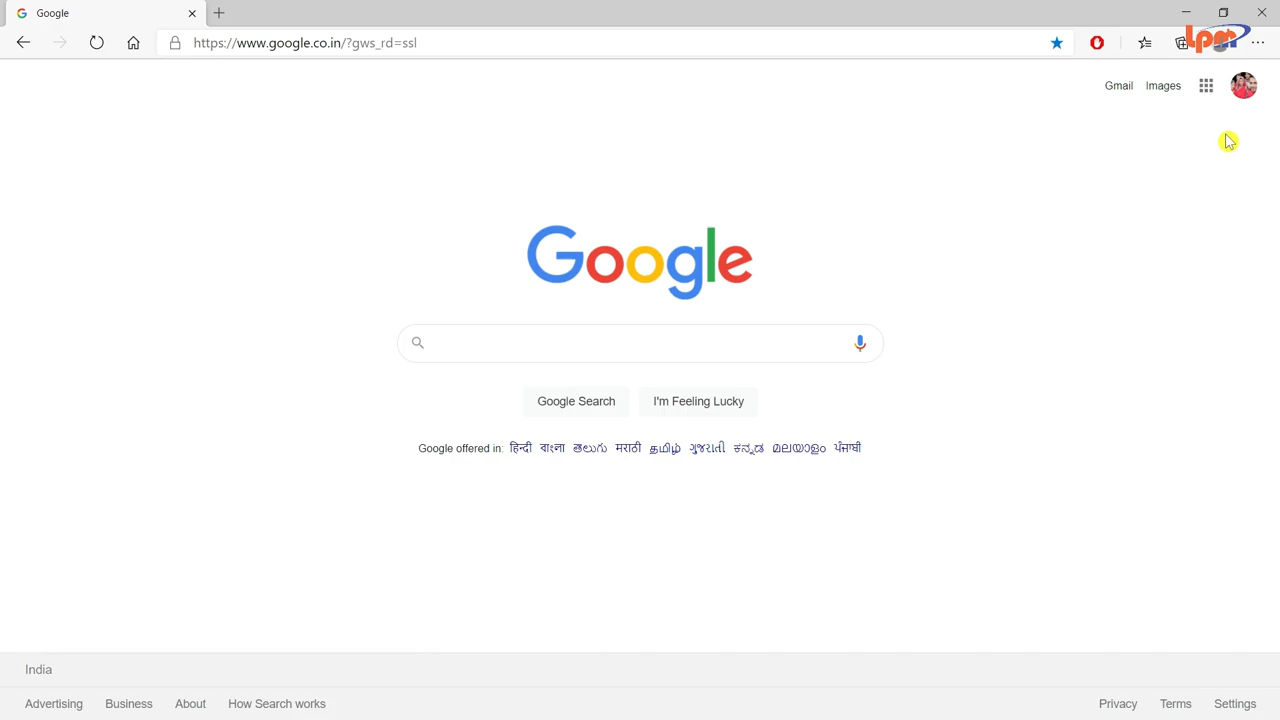 Google
https://www.google.co.in/?gws_rd=ssl
Lpm
Gmail Images
Google
Google Search I'm Feeling Lucky
Google offered in: हिन्दी বাংলা తెలుగు मराठी தமிழ் ગુજરાતી ಕನ್ನಡ മലയാളം ਪੰਜਾਬੀ
India
Advertising Business About How Search works Privacy Terms Settings